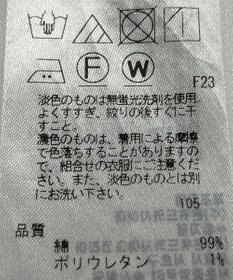 F
W
F23
淡色のものは無蛍光洗剤を使用
よくすすぎ、絞りの後すぐに干
すこと。
濃色のものは、着用による摩擦
で色落ちすることがありますの
で、組合せの衣服にご注意くだ
さい。また、淡色のものとは別
にお洗い下さい。
105
品質
綿 99%
ポリウレタン 1%